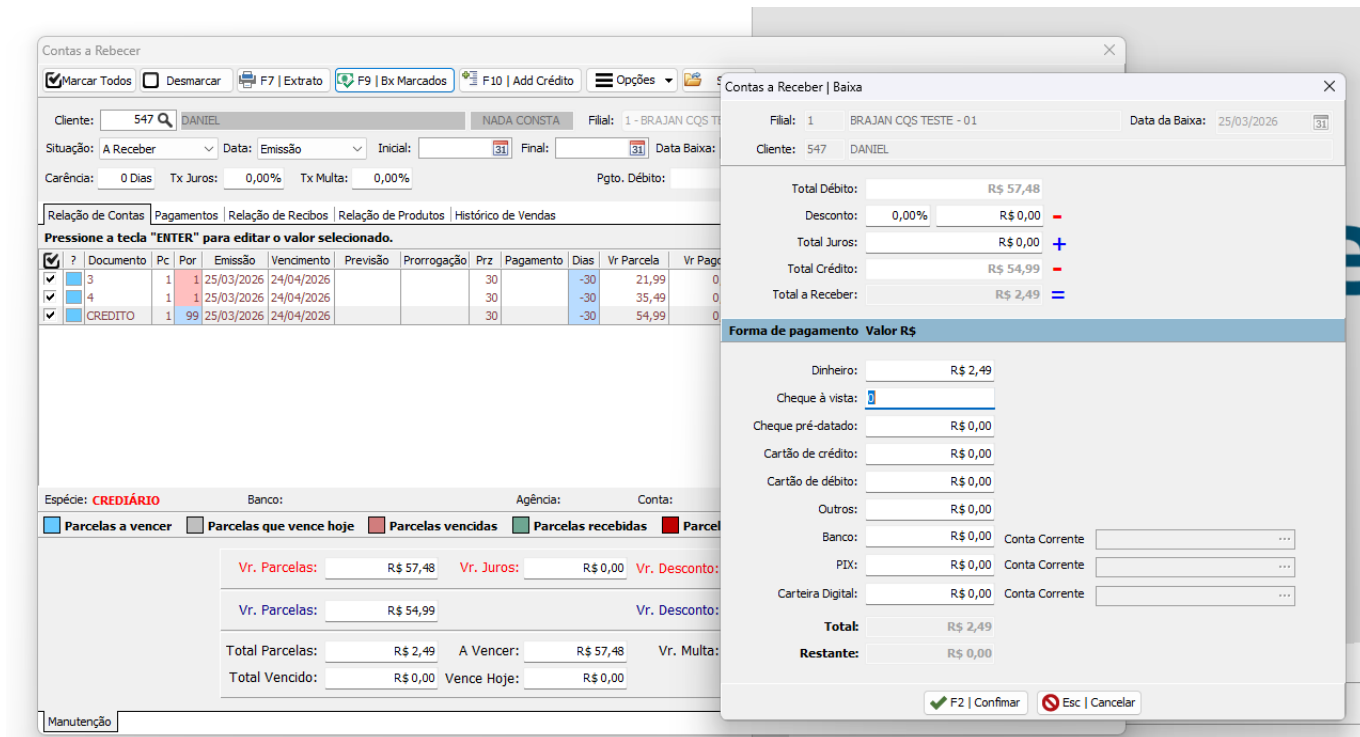 Contas a Rebecer
Marcar Todos Desmarcar F7 | Extrato F9 | Bx Marcados F10 | Add Crédito Opções
Cliente: 547 DANIEL NADA CONSTA Filial: 1 - BRAJAN CQS TE
Situação: A Receber Data: Emissão Inicial: 31 Final: 31 Data Baixa:
Carência: 0 Dias Tx Juros: 0,00% Tx Multa: 0,00% Pgto. Débito:
Relação de Contas Pagamentos Relação de Recibos Relação de Produtos Histórico de Vendas
Pressione a tecla "ENTER" para editar o valor selecionado.
? Documento Pc Por Emissão Vencimento Previsão Prorrogação Prz Pagamento Dias Vr Parcela Vr Pago
3 1 1 25/03/2026 24/04/2026 30 -30 21,99 0
4 1 1 25/03/2026 24/04/2026 30 -30 35,49 0
CREDITO 1 99 25/03/2026 24/04/2026 30 -30 54,99 0
Espécie: CREDIÁRIO Banco: Agência: Conta:
Parcelas a vencer Parcelas que vence hoje Parcelas vencidas Parcelas recebidas Parcel
Vr. Parcelas: R$ 57,48 Vr. Juros: R$ 0,00 Vr. Desconto:
Vr. Parcelas: R$ 54,99 Vr. Desconto:
Total Parcelas: R$ 2,49 A Vencer: R$ 57,48 Vr. Multa:
Total Vencido: R$ 0,00 Vence Hoje: R$ 0,00
Manutenção
Contas a Receber | Baixa
Filial: 1 BRAJAN CQS TESTE - 01 Data da Baixa: 25/03/2026 31
Cliente: 547 DANIEL
Total Débito: R$ 57,48
Desconto: 0,00% R$ 0,00 -
Total Juros: R$ 0,00 +
Total Crédito: R$ 54,99 -
Total a Receber: R$ 2,49 =
Forma de pagamento Valor R$
Dinheiro: R$ 2,49
Cheque à vista: 0
Cheque pré-datado: R$ 0,00
Cartão de crédito: R$ 0,00
Cartão de débito: R$ 0,00
Outros: R$ 0,00
Banco: R$ 0,00 Conta Corrente ...
PIX: R$ 0,00 Conta Corrente ...
Carteira Digital: R$ 0,00 Conta Corrente ...
Total: R$ 2,49
Restante: R$ 0,00
F2 | Confimar Esc | Cancelar